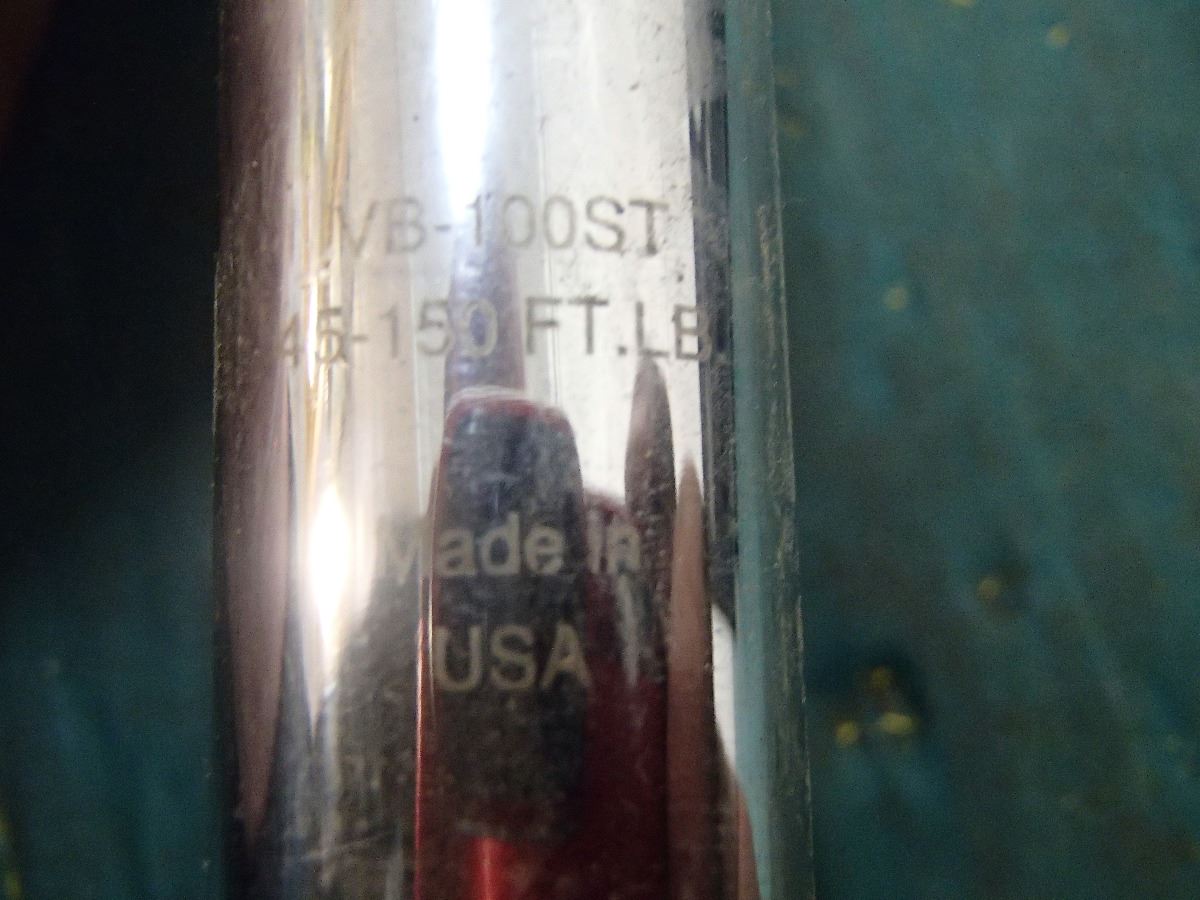 VB-100ST
45-150 FT.LB
Made in
USA